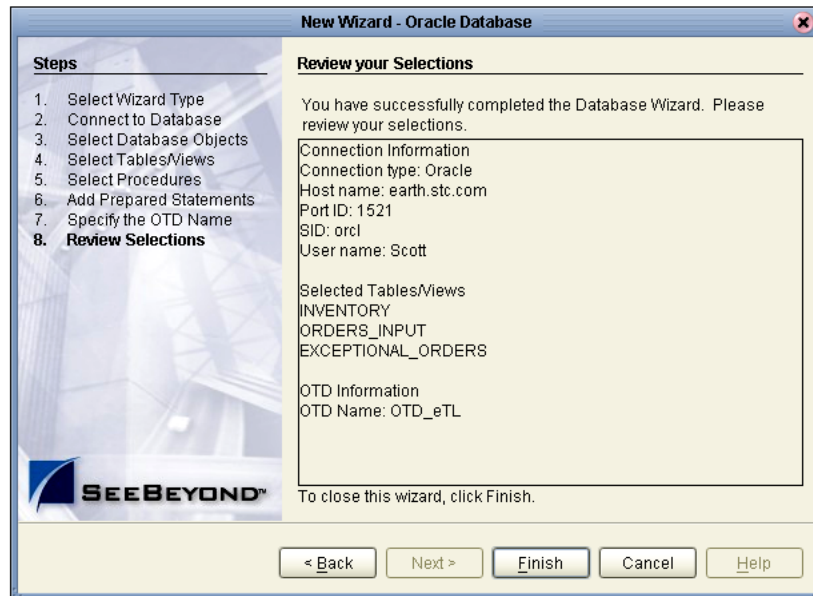 New Wizard - Oracle Database
Steps
1. Select Wizard Type
2. Connect to Database
3. Select Database Objects
4. Select Tables/Views
5. Select Procedures
6. Add Prepared Statements
7. Specify the OTD Name
8. Review Selections
SEEBEYOND™
Review your Selections
You have successfully completed the Database Wizard. Please
review your selections.
Connection Information
Connection type: Oracle
Host name: earth.stc.com
Port ID: 1521
SID: orcl
User name: Scott
Selected Tables/Views
INVENTORY
ORDERS_INPUT
EXCEPTIONAL_ORDERS
OTD Information
OTD Name: OTD_eTL
To close this wizard, click Finish.
< Back Next > Finish Cancel Help